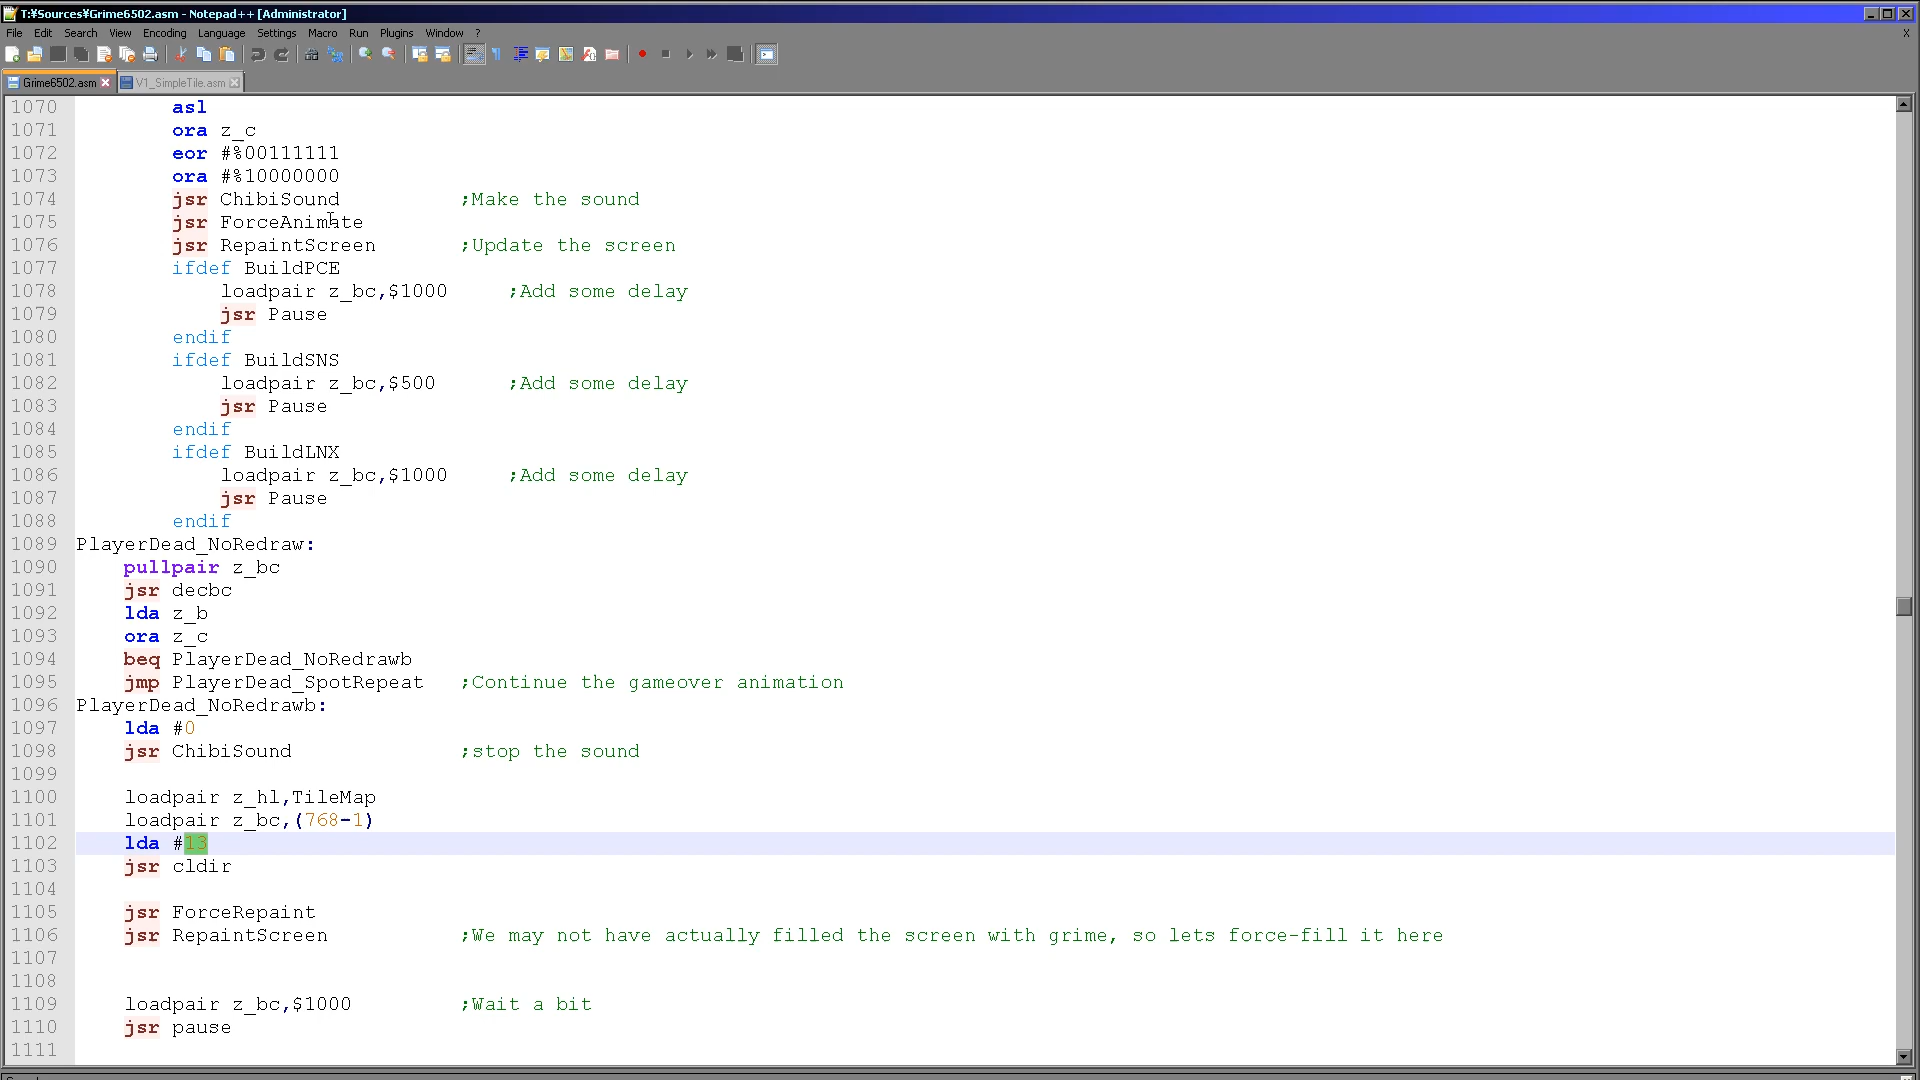 T:¥Sources¥Grime6502.asm - Notepad++ [Administrator]
File Edit Search View Encoding Language Settings Macro Run Plugins Window ? X
Grime6502.asm V1_SimpleTile.asm
1070 asl
1071 ora z_c
1072 eor #%00111111
1073 ora #%10000000
1074 jsr ChibiSound ;Make the sound
1075 jsr ForceAnimate
1076 jsr RepaintScreen ;Update the screen
1077 ifdef BuildPCE
1078 loadpair z_bc,$1000 ;Add some delay
1079 jsr Pause
1080 endif
1081 ifdef BuildSNS
1082 loadpair z_bc,$500 ;Add some delay
1083 jsr Pause
1084 endif
1085 ifdef BuildLNX
1086 loadpair z_bc,$1000 ;Add some delay
1087 jsr Pause
1088 endif
1089 PlayerDead_NoRedraw:
1090 pullpair z_bc
1091 jsr decbc
1092 lda z_b
1093 ora z_c
1094 beq PlayerDead_NoRedrawb
1095 jmp PlayerDead_SpotRepeat ;Continue the gameover animation
1096 PlayerDead_NoRedrawb:
1097 lda #0
1098 jsr ChibiSound ;stop the sound
1099
1100 loadpair z_hl,TileMap
1101 loadpair z_bc,(768-1)
1102 lda #13
1103 jsr cldir
1104
1105 jsr ForceRepaint
1106 jsr RepaintScreen ;We may not have actually filled the screen with grime, so lets force-fill it here
1107
1108
1109 loadpair z_bc,$1000 ;Wait a bit
1110 jsr pause
1111